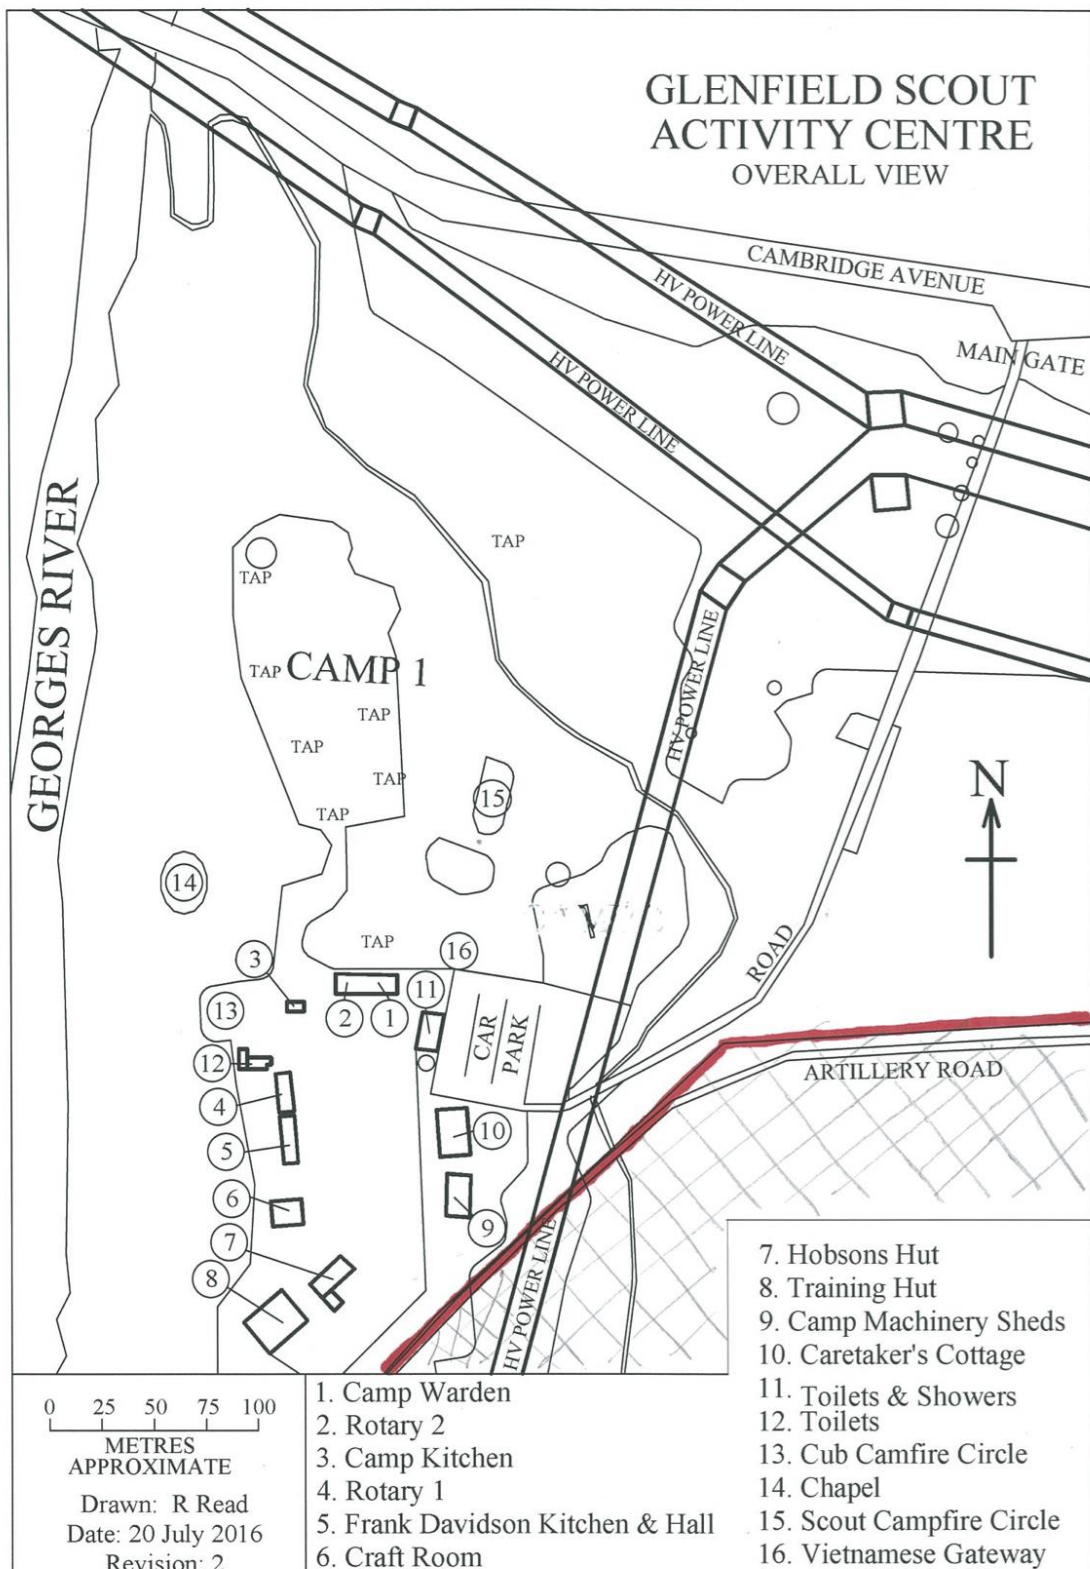 GLENFIELD SCOUT
ACTIVITY CENTRE
OVERALL VIEW
CAMBRIDGE AVENUE
HV POWER LINE
MAIN GATE
HV POWER LINE
GEORGES RIVER
TAP
TAP
HV POWER LINE
TAP
CAMP 1
TAP
TAP
TAP
TAP
N
15
14
TAP
16
3
ROAD
11
13
2
1
CAR
PARK
12
ARTILLERY ROAD
4
10
5
6
9
7
8
HV POWER LINE
7. Hobsons Hut
8. Training Hut
9. Camp Machinery Sheds
10. Caretaker's Cottage
11. Toilets & Showers
12. Toilets
13. Cub Camfire Circle
14. Chapel
15. Scout Campfire Circle
16. Vietnamese Gateway
1. Camp Warden
2. Rotary 2
3. Camp Kitchen
4. Rotary 1
5. Frank Davidson Kitchen & Hall
6. Craft Room
0 25 50 75 100
METRES
APPROXIMATE
Drawn: R Read
Date: 20 July 2016
Revision: 2